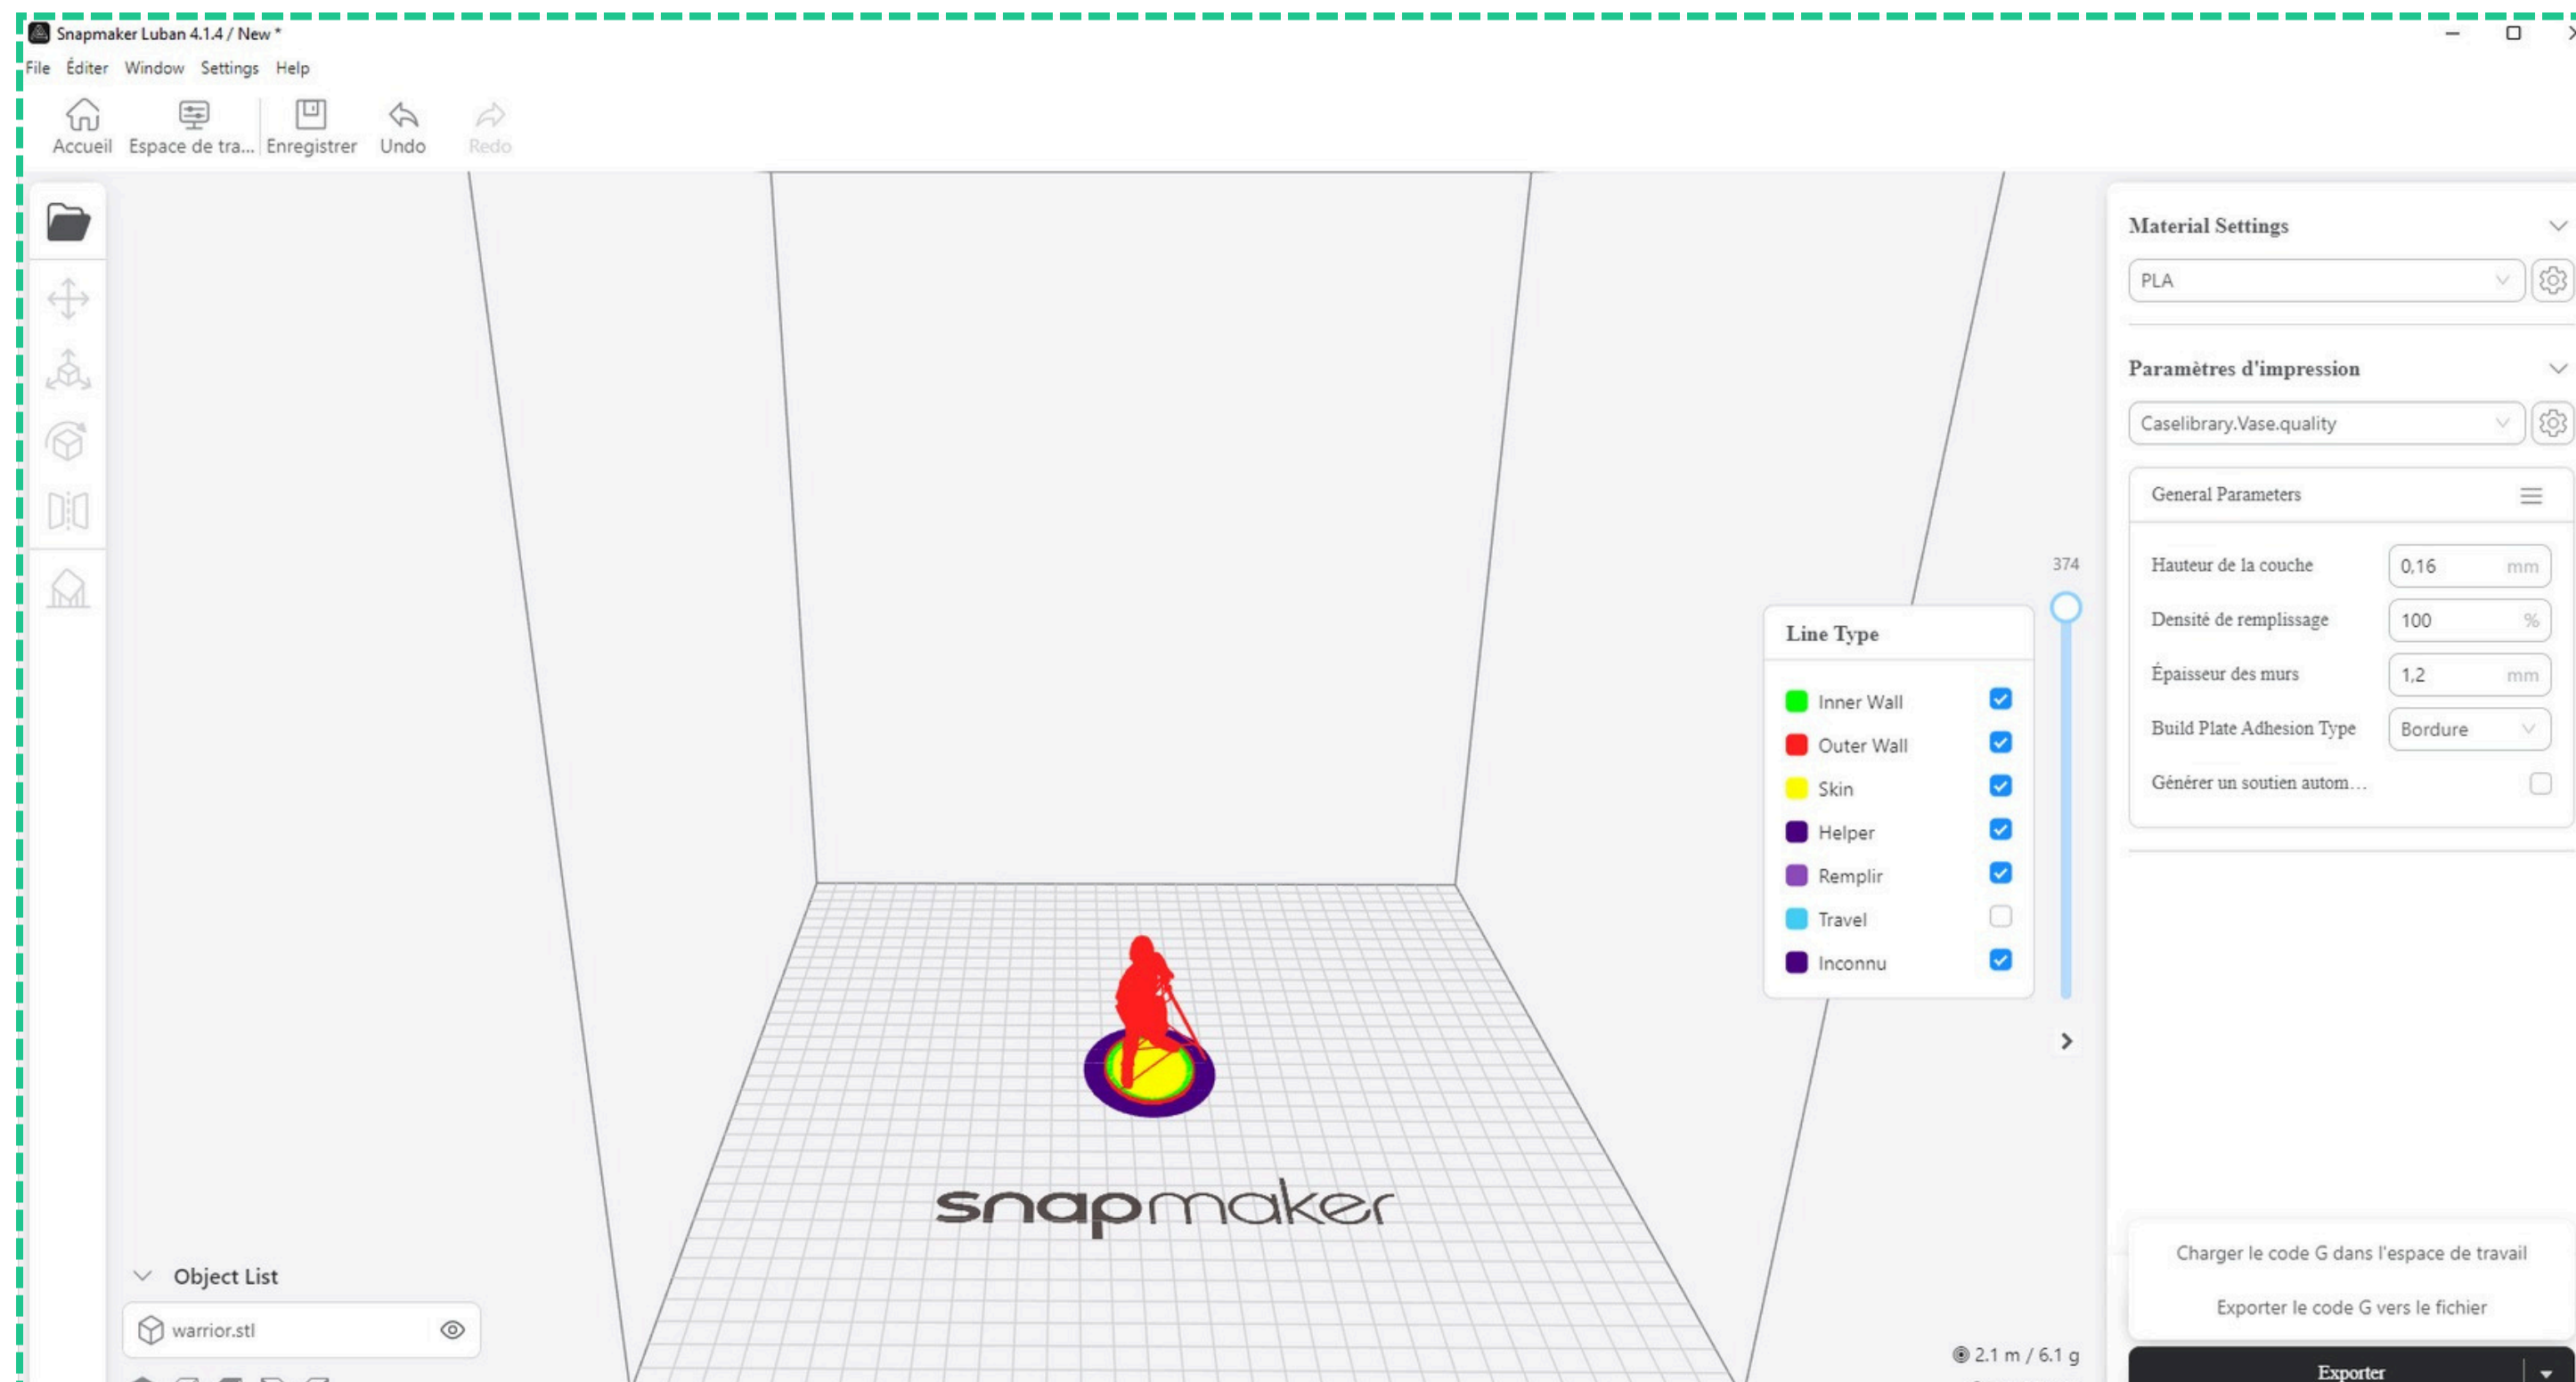 Snapmaker Luban 4.1.4 / New *
File Éditer Window Settings Help
Accueil Espace de tra... Enregistrer Undo Redo
Material Settings
PLA
Paramètres d'impression
Caselibrary.Vase.quality
General Parameters
Hauteur de la couche 0,16 mm
Densité de remplissage 100 %
Épaisseur des murs 1,2 mm
Build Plate Adhesion Type Bordure
Générer un soutien autom...
374
Line Type
Inner Wall
Outer Wall
Skin
Helper
Remplir
Travel
Inconnu
snapmaker
Object List
warrior.stl
2.1 m / 6.1 g
Charger le code G dans l'espace de travail
Exporter le code G vers le fichier
Exporter